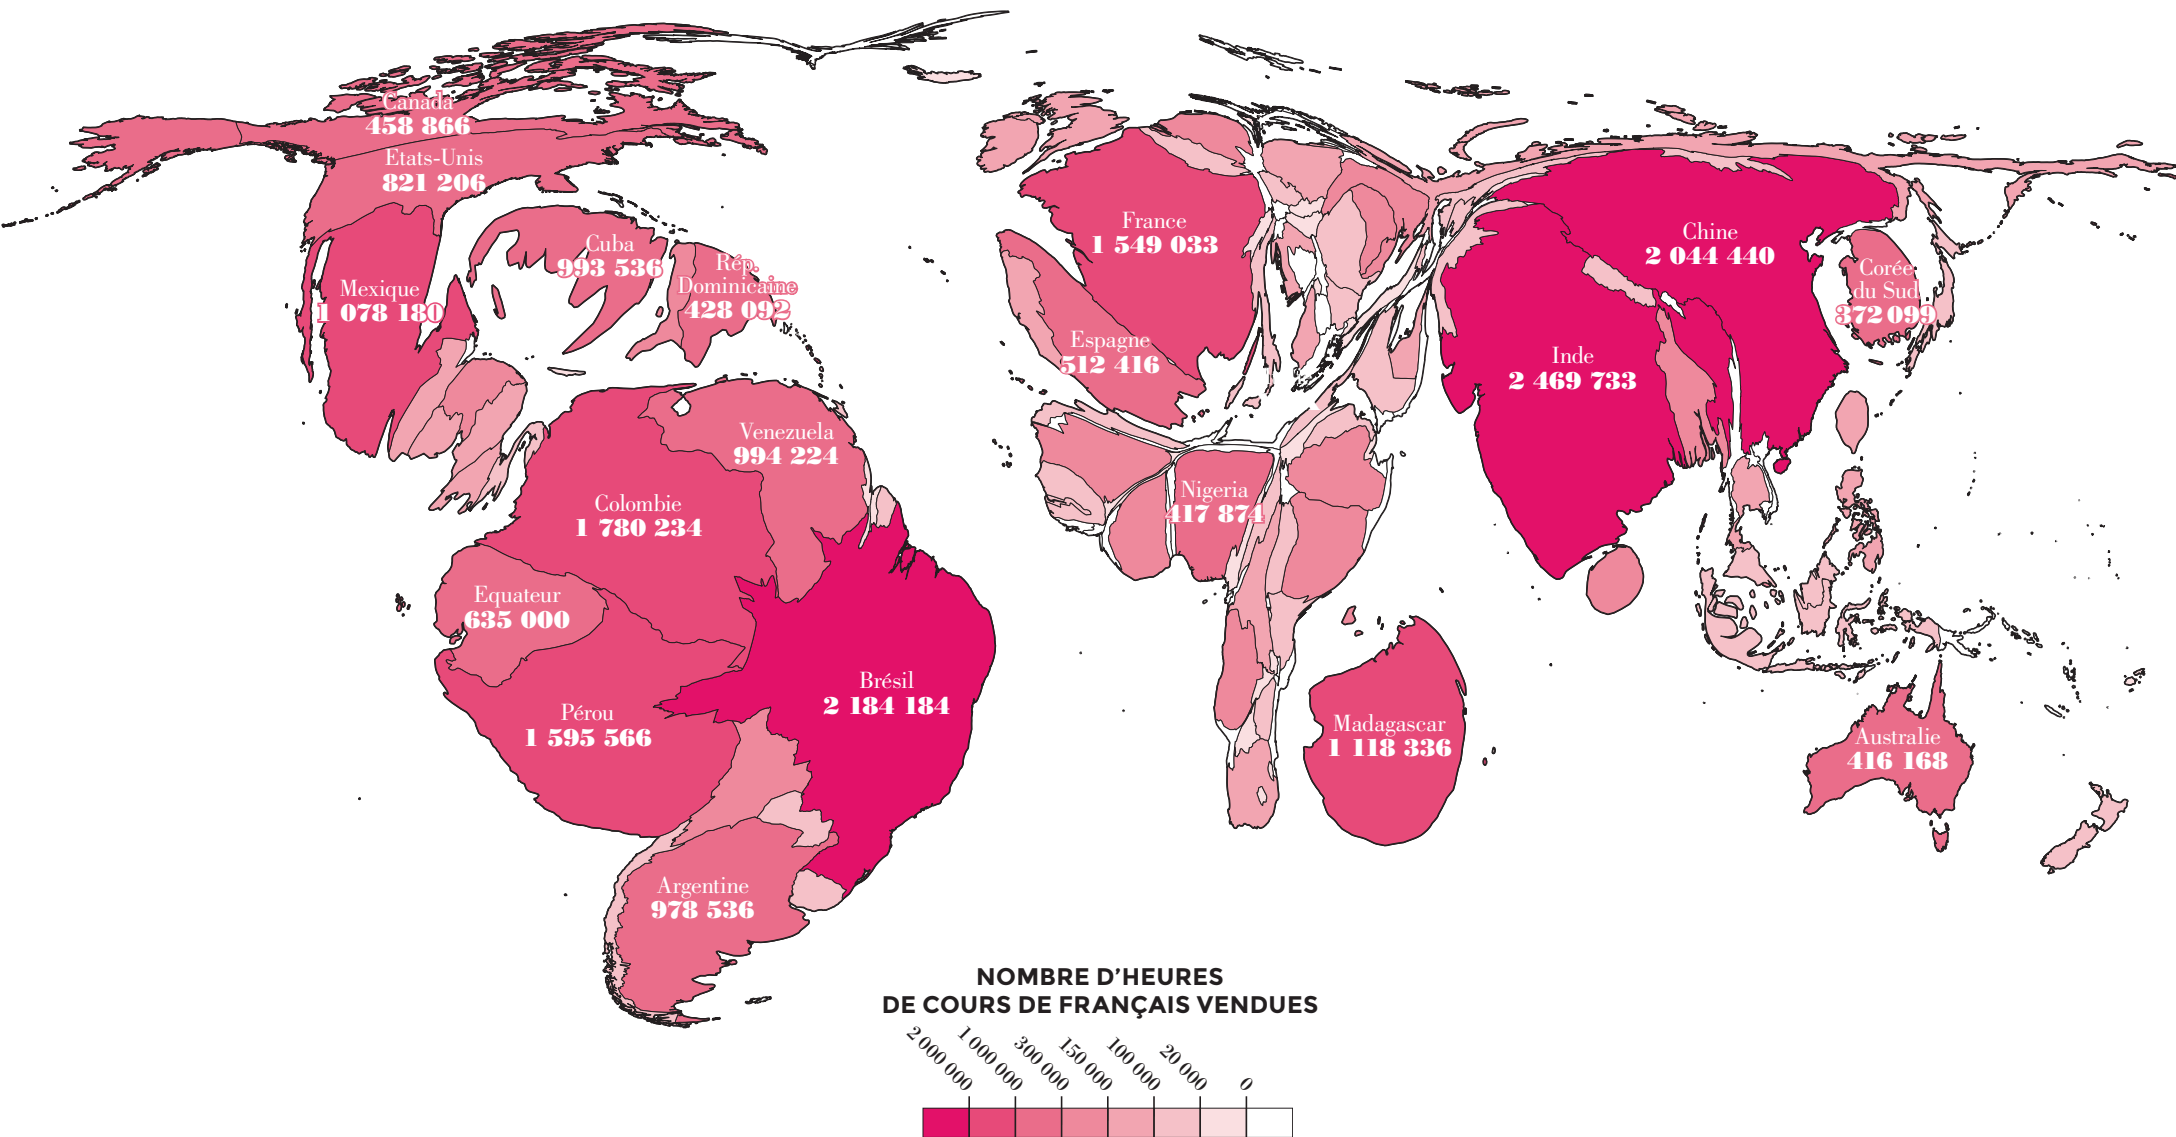 Canada
458 866
Etats-Unis
821 206
Mexique
1 078 180
Cuba
993 536
Rép.
Dominicaine
428 092
Venezuela
994 224
Colombie
1 780 234
Equateur
635 000
Pérou
1 595 566
Brésil
2 184 184
Argentine
978 536
France
1 549 033
Espagne
512 416
Nigeria
417 874
Madagascar
1 118 336
Chine
2 044 440
Corée
du Sud
372 099
Inde
2 469 733
Australie
416 168
NOMBRE D’HEURES
DE COURS DE FRANÇAIS VENDUES
2 000 000
1 000 000
300 000
150 000
100 000
20 000
0